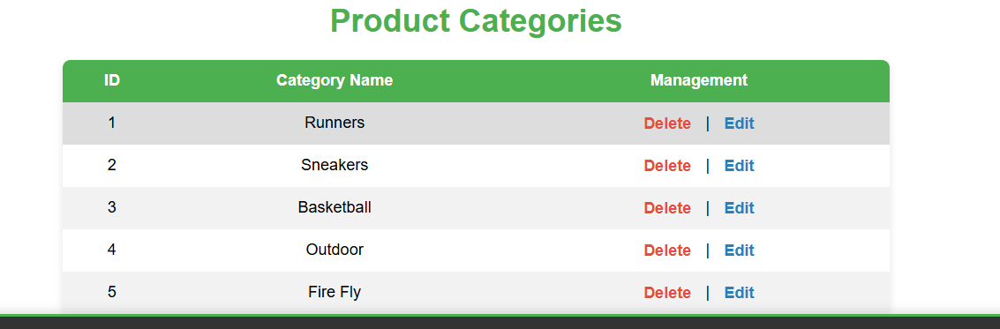 Product Categories
ID Category Name Management
1 Runners Delete | Edit
2 Sneakers Delete | Edit
3 Basketball Delete | Edit
4 Outdoor Delete | Edit
5 Fire Fly Delete | Edit